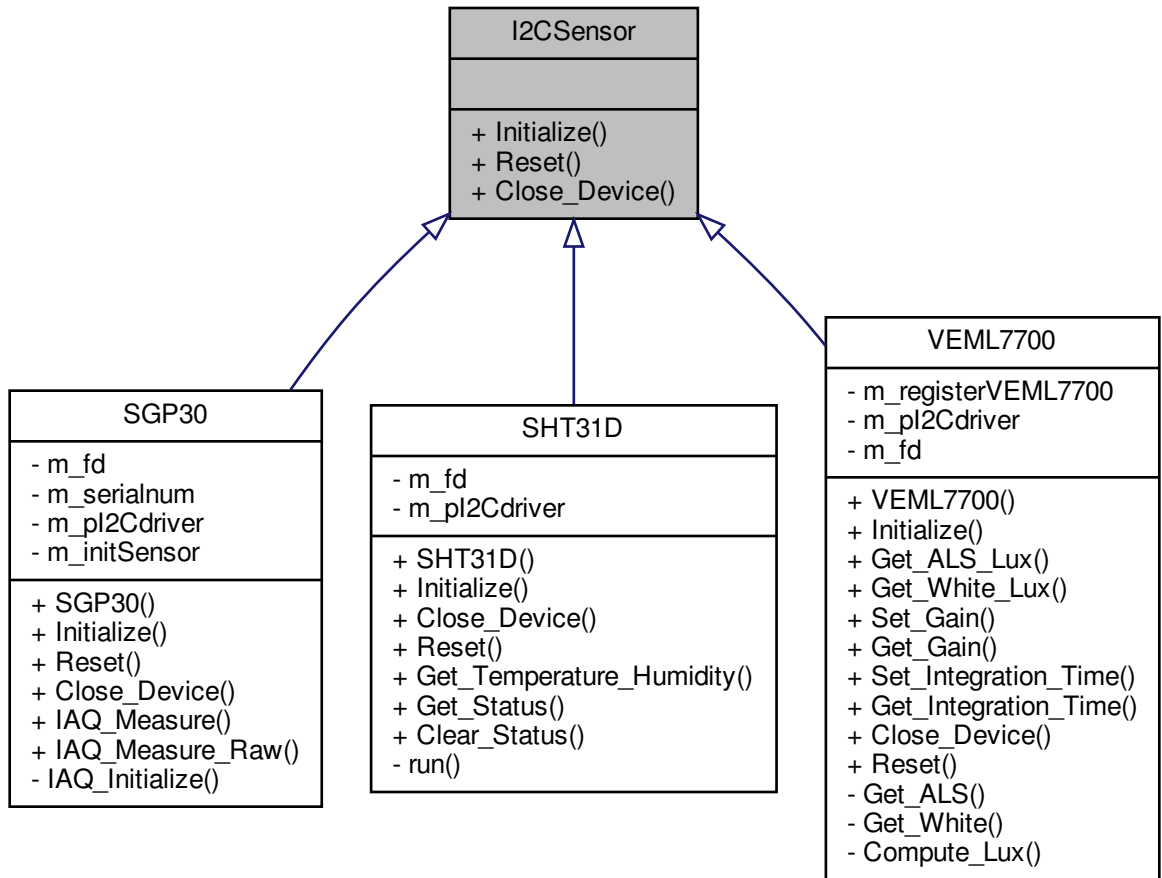 I2CSensor
+ Initialize()
+ Reset()
+ Close_Device()
SGP30
- m_fd
- m_serialnum
- m_pI2Cdriver
- m_initSensor
+ SGP30()
+ Initialize()
+ Reset()
+ Close_Device()
+ IAQ_Measure()
+ IAQ_Measure_Raw()
- IAQ_Initialize()
SHT31D
- m_fd
- m_pI2Cdriver
+ SHT31D()
+ Initialize()
+ Close_Device()
+ Reset()
+ Get_Temperature_Humidity()
+ Get_Status()
+ Clear_Status()
- run()
VEML7700
- m_registerVEML7700
- m_pI2Cdriver
- m_fd
+ VEML7700()
+ Initialize()
+ Get_ALS_Lux()
+ Get_White_Lux()
+ Set_Gain()
+ Get_Gain()
+ Set_Integration_Time()
+ Get_Integration_Time()
+ Close_Device()
+ Reset()
- Get_ALS()
- Get_White()
- Compute_Lux()